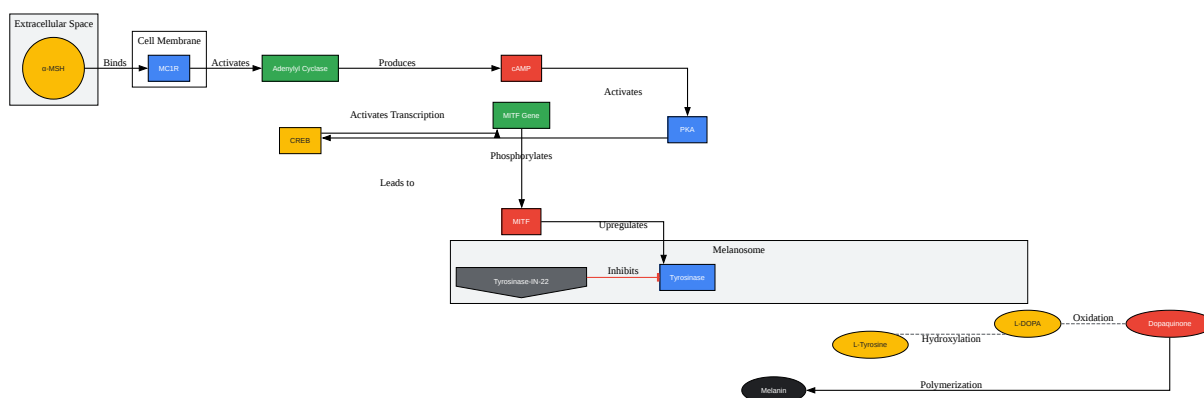 Extracellular Space
Cell Membrane
α-MSH
Binds
MC1R
Activates
Adenylyl Cyclase
Produces
cAMP
Activates
Activates Transcription
MITF Gene
PKA
CREB
Phosphorylates
Leads to
MITF
Upregulates
Melanosome
Tyrosinase-IN-22
Inhibits
Tyrosinase
L-DOPA
Oxidation
Dopaquinone
L-Tyrosine
Hydroxylation
Melanin
Polymerization